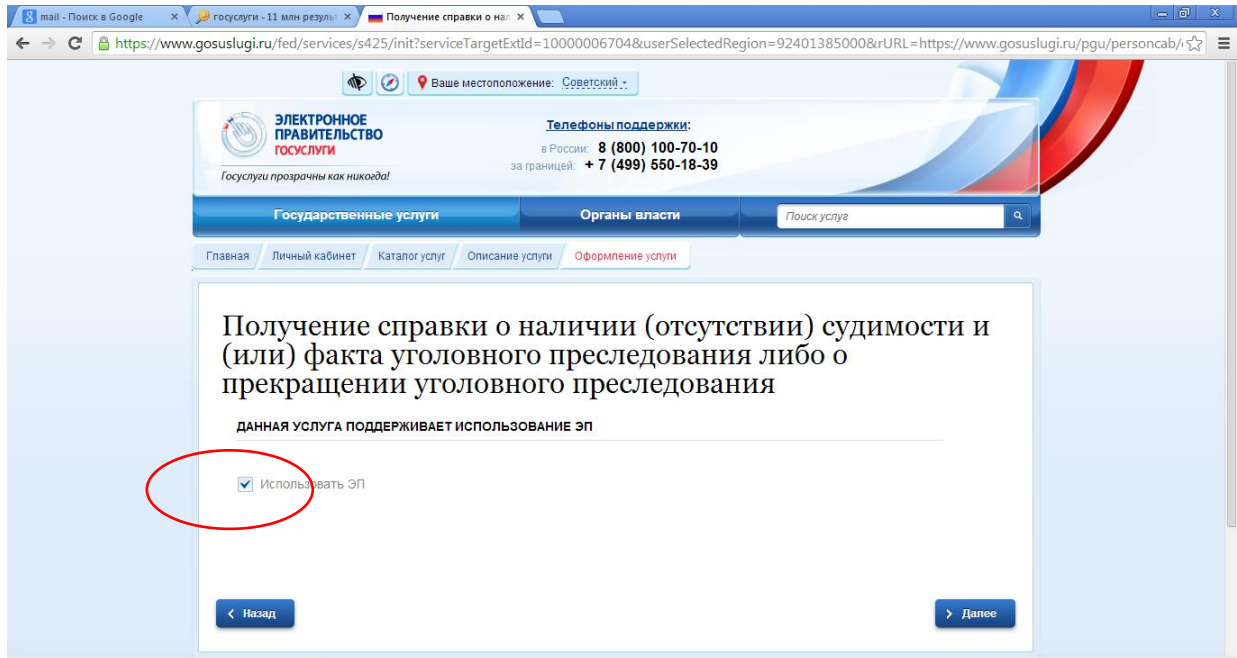 mail - Поиск в Google
госуслуги - 11 млн резуль
Получение справки о нал
https://www.gosuslugi.ru/fed/services/s425/init?serviceTargetExtId=10000006704&userSelectedRegion=92401385000&rURL=https://www.gosuslugi.ru/pgu/personcab/
Ваше местоположение: Советский
ЭЛЕКТРОННОЕ
ПРАВИТЕЛЬСТВО
ГОСУСЛУГИ
Госуслуги прозрачны как никогда!
Телефоны поддержки:
в России: 8 (800) 100-70-10
за границей: + 7 (499) 550-18-39
Государственные услуги
Органы власти
Поиск услуг
Главная
Личный кабинет
Каталог услуг
Описание услуги
Оформление услуги
Получение справки о наличии (отсутствии) судимости и
(или) факта уголовного преследования либо о
прекращении уголовного преследования
ДАННАЯ УСЛУГА ПОДДЕРЖИВАЕТ ИСПОЛЬЗОВАНИЕ ЭП
Использовать ЭП
Назад
Далее